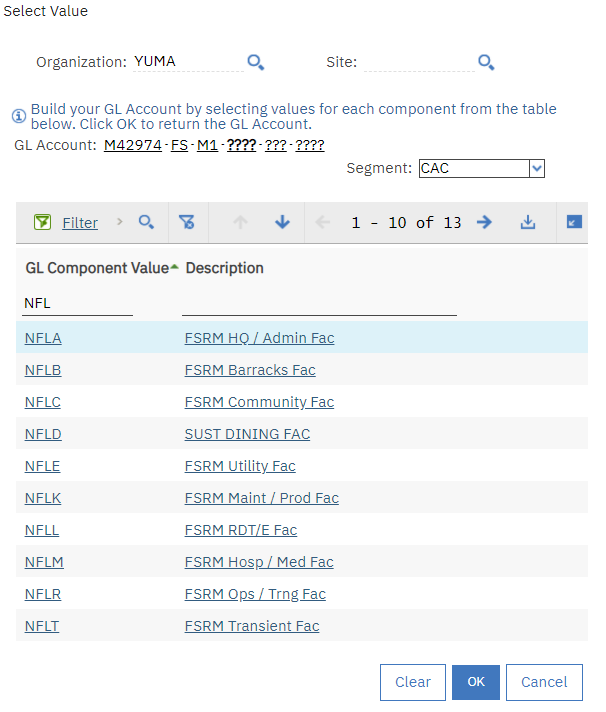 Select Value
Organization: YUMA Site:
Build your GL Account by selecting values for each component from the table
below. Click OK to return the GL Account.
GL Account: M42974-FS-M1-????-???-????
Segment: CAC
Filter 1 - 10 of 13
GL Component Value Description
NFL
NFLA FSRM HQ / Admin Fac
NFLB FSRM Barracks Fac
NFLC FSRM Community Fac
NFLD SUST DINING FAC
NFLE FSRM Utility Fac
NFLK FSRM Maint / Prod Fac
NFLL FSRM RDT/E Fac
NFLM FSRM Hosp / Med Fac
NFLR FSRM Ops / Trng Fac
NFLT FSRM Transient Fac
Clear OK Cancel